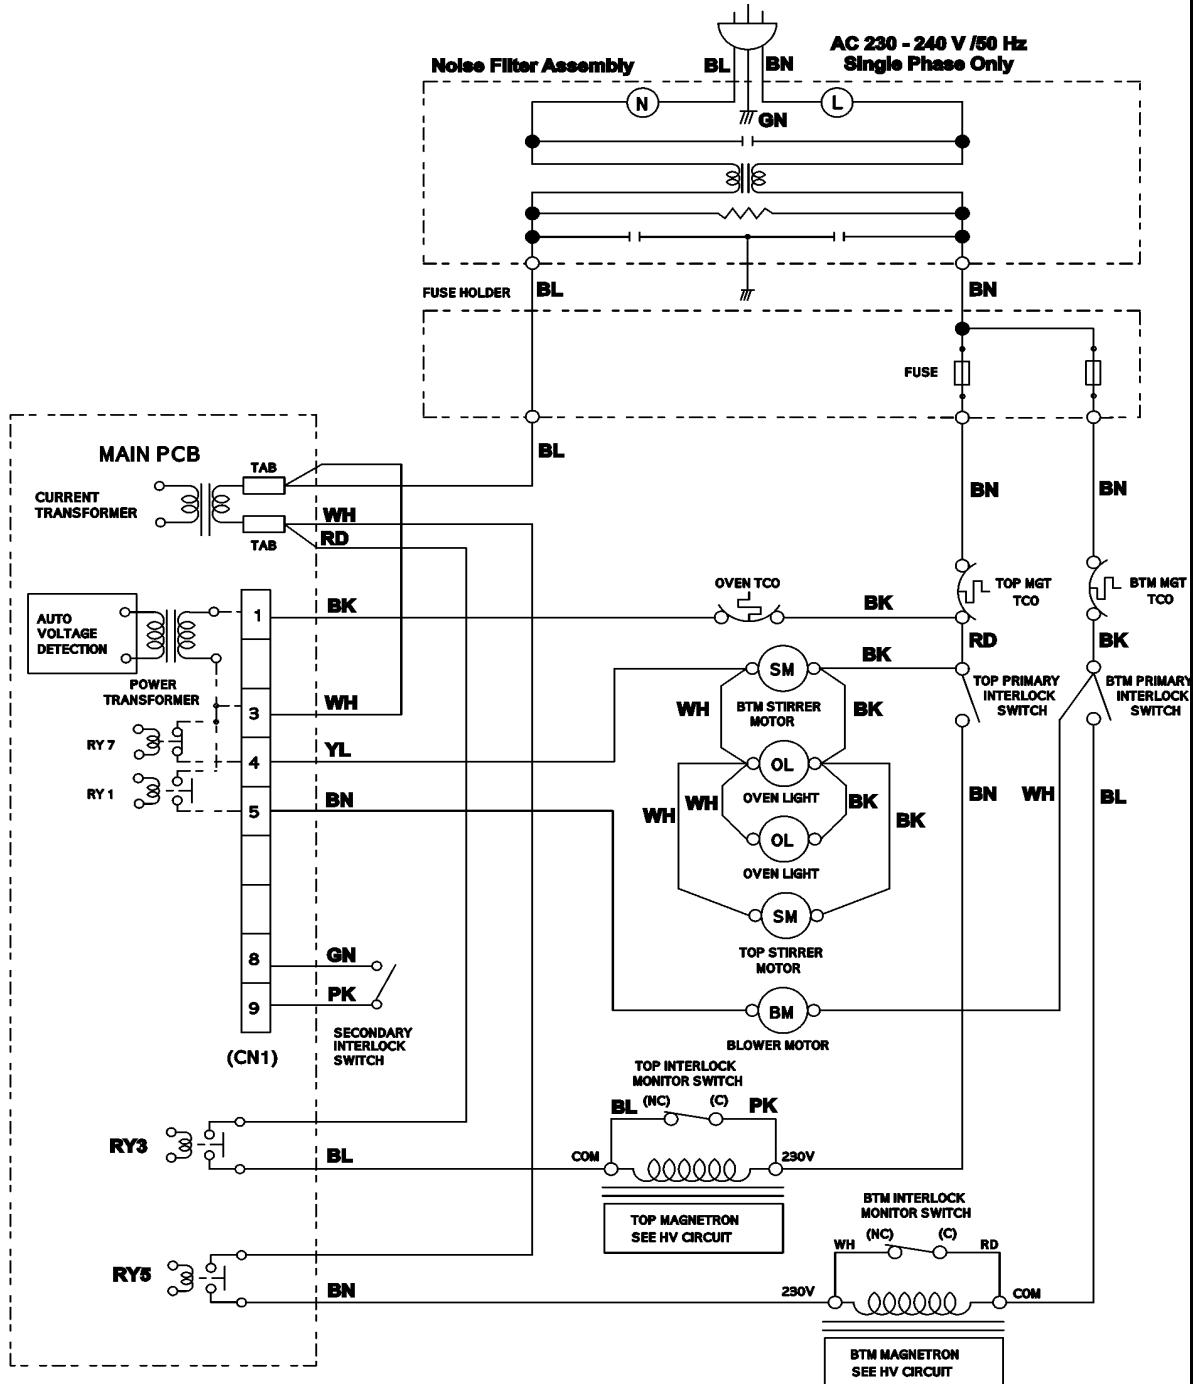 AC 230 - 240 V /50 Hz
Single Phase Only
Noise Filter Assembly
BL
BN
N
L
GN
FUSE HOLDER
BL
BN
FUSE
BL
MAIN PCB
TAB
CURRENT
TRANSFORMER
WH
RD
TAB
BN
BN
OVEN TCO
TOP MGT
TCO
BTM MGT
TCO
AUTO
VOLTAGE
DETECTION
1
BK
BK
RD
BK
POWER
TRANSFORMER
SM
BK
BTM STIRRER
MOTOR
TOP PRIMARY
INTERLOCK
SWITCH
BTM PRIMARY
INTERLOCK
SWITCH
3
WH
WH
BK
RY 7
4
YL
OL
OVEN LIGHT
RY 1
5
BN
WH
WH
BK
BK
BN
WH
BL
OL
OVEN LIGHT
SM
TOP STIRRER
MOTOR
8
GN
9
PK
SECONDARY
INTERLOCK
SWITCH
BM
BLOWER MOTOR
(CN1)
TOP INTERLOCK
MONITOR SWITCH
BL
(NC)
(C)
PK
RY3
BL
COM
230V
TOP MAGNETRON
SEE HV CIRCUIT
BTM INTERLOCK
MONITOR SWITCH
WH
(NC)
(C)
RD
RY5
BN
230V
COM
BTM MAGNETRON
SEE HV CIRCUIT